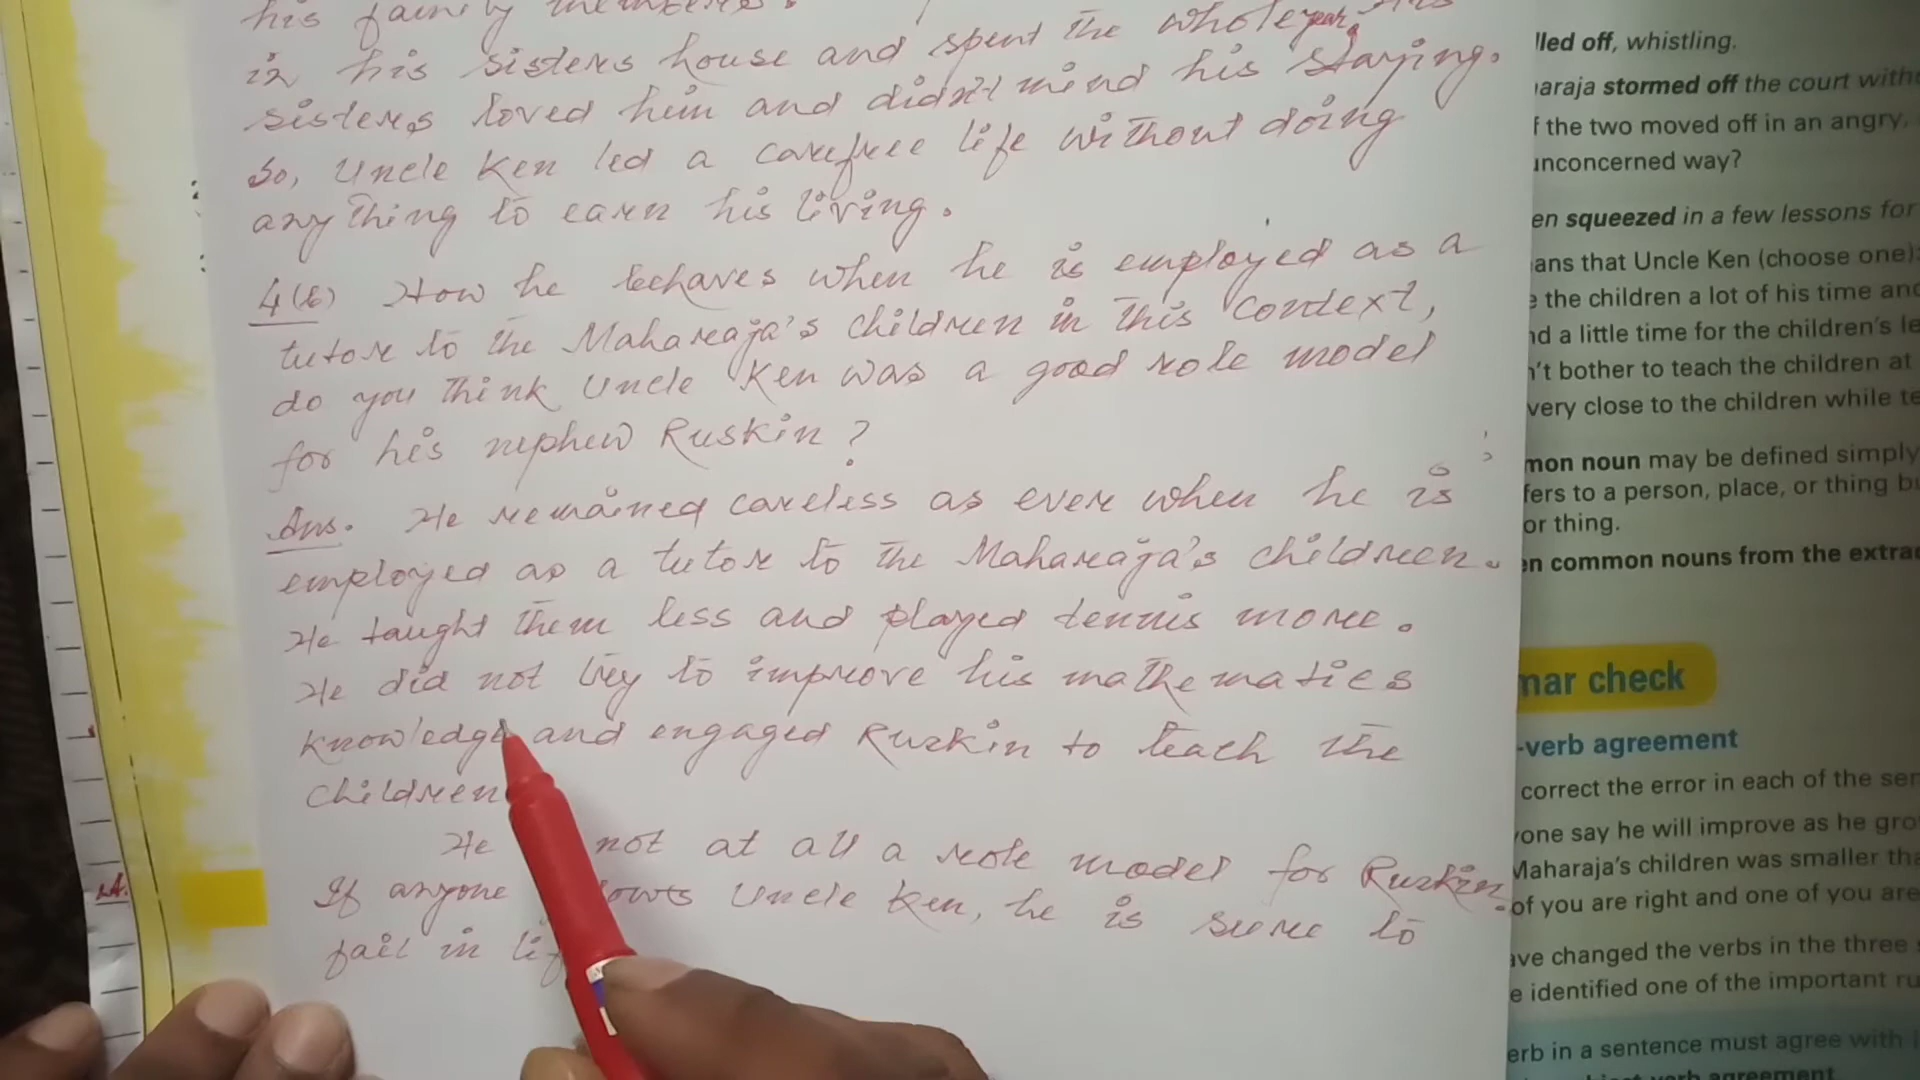 his family members.
in his sisters house and spent the whole year. His
sisters loved him and didn't mind his staying.
So, Uncle Ken led a carefree life without doing
anything to earn his living.
4(b) How he behaves when he is employed as a
tutor to the Maharaja's children in this context,
do you think Uncle Ken was a good role model
for his nephew Ruskin?
Ans. He remained careless as ever when he is
employed as a tutor to the Maharaja's children.
He taught them less and played tennis more.
He did not try to improve his mathematics
knowledge and engaged Ruskin to teach the
children
He not at all a role model for Ruskin.
If anyone lows Uncle Ken, he is sure to
fail in
A.
lled off, whistling.
araja stormed off the court with
f the two moved off in an angry,
unconcerned way?
en squeezed in a few lessons for
ans that Uncle Ken (choose one):
e the children a lot of his time and
nd a little time for the children's le
n't bother to teach the children at
very close to the children while te
mon noun may be defined simply
fers to a person, place, or thing bu
or thing.
en common nouns from the extrac
mar check
-verb agreement
correct the error in each of the sen
yone say he will improve as he gro
Maharaja's children was smaller tha
of you are right and one of you are
ave changed the verbs in the three
e identified one of the important ru
erb in a sentence must agree with
agreement